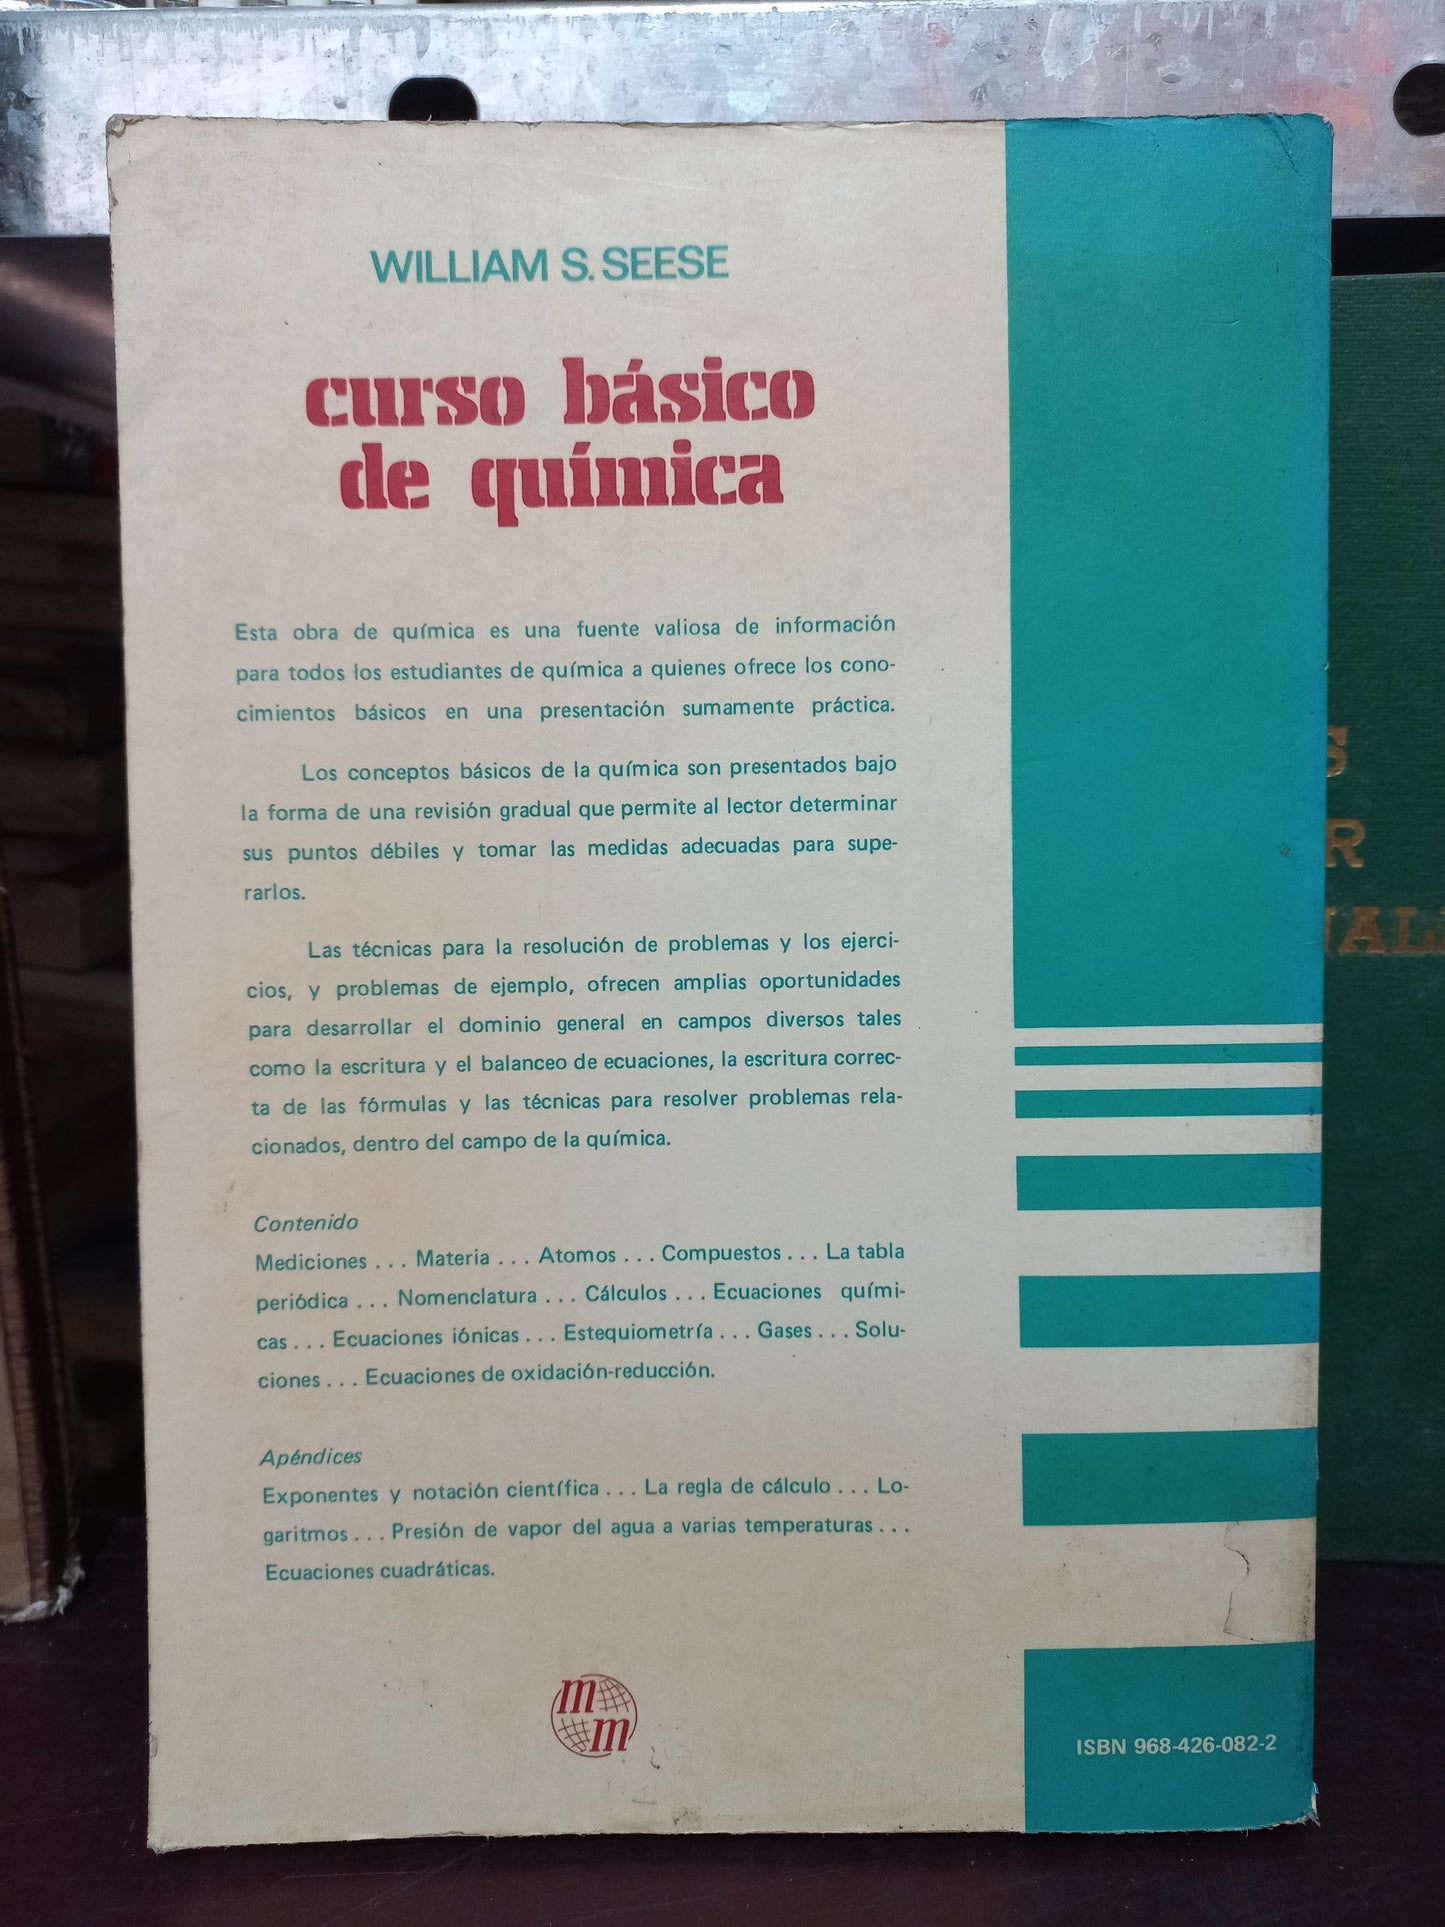 WILLIAM S. SEESE
curso básico
de química
Esta obra de química es una fuente valiosa de información
para todos los estudiantes de química a quienes ofrece los cono-
cimientos básicos en una presentación sumamente práctica.
Los conceptos básicos de la química son presentados bajo
la forma de una revisión gradual que permite al lector determinar
sus puntos débiles y tomar las medidas adecuadas para supe-
rarlos.
Las técnicas para la resolución de problemas y los ejerci-
cios, y problemas de ejemplo, ofrecen amplias oportunidades
para desarrollar el dominio general en campos diversos tales
como la escritura y el balanceo de ecuaciones, la escritura correc-
ta de las fórmulas y las técnicas para resolver problemas rela-
cionados, dentro del campo de la química.
Contenido
Mediciones . . . Materia . . . Atomos . . . Compuestos . . . La tabla
periódica . . . Nomenclatura . . . Cálculos . . . Ecuaciones quími-
cas . . . Ecuaciones iónicas . . . Estequiometría . . . Gases . . . Solu-
ciones . . . Ecuaciones de oxidación-reducción.
Apéndices
Exponentes y notación científica . . . La regla de cálculo . . . Lo-
garitmos . . . Presión de vapor del agua a varias temperaturas . . .
Ecuaciones cuadráticas.
m
m
ISBN 968-426-082-2
S
R